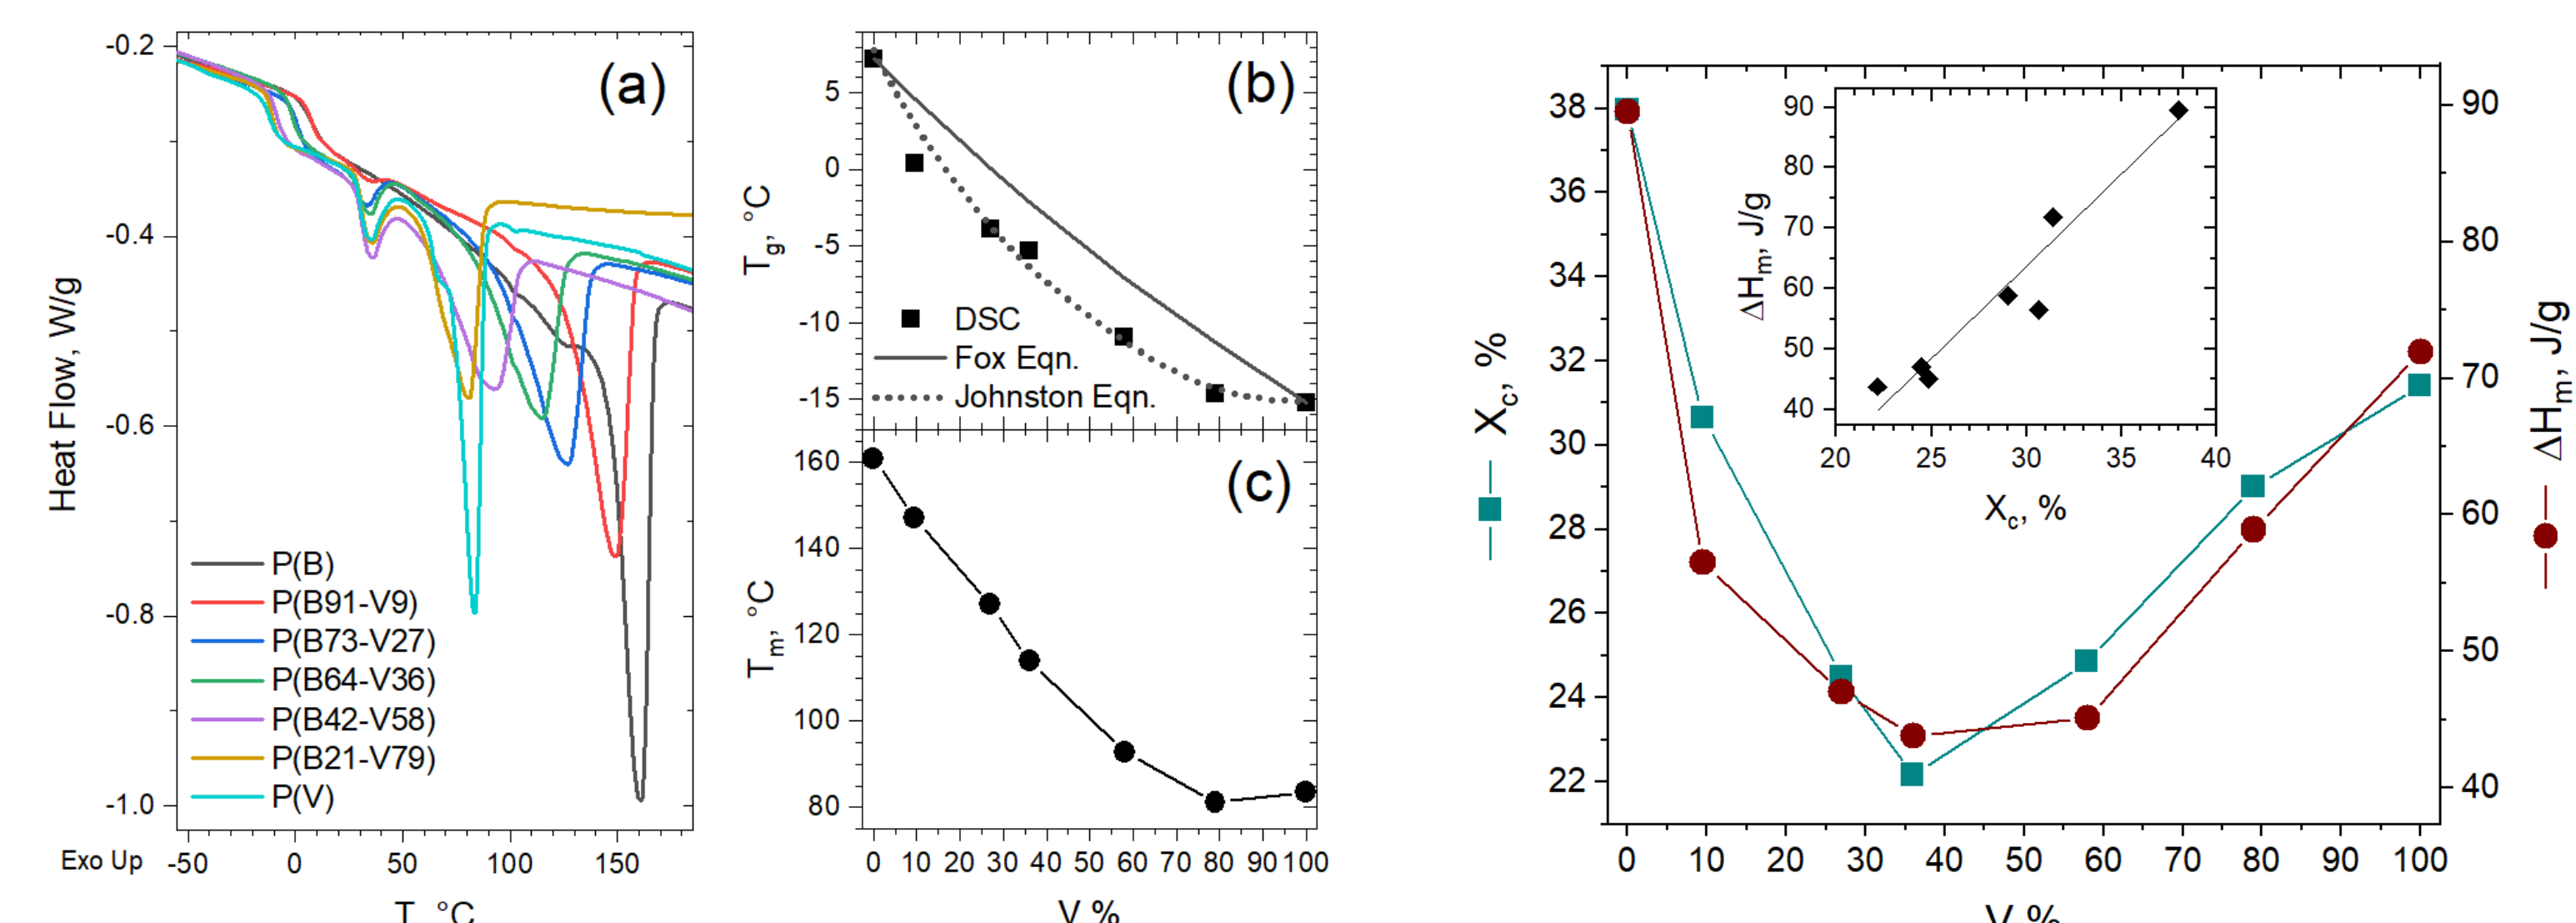 (a)
-0.2
-0.4
-0.6
-0.8
-1.0
Heat Flow, W/g
P(B)
P(B91-V9)
P(B73-V27)
P(B64-V36)
P(B42-V58)
P(B21-V79)
P(V)
Exo Up
-50 0 50 100 150
T, °C
(b)
5
0
-5
-10
-15
Tg, °C
DSC
Fox Eqn.
Johnston Eqn.
(c)
160
140
120
100
80
Tm, °C
0 10 20 30 40 50 60 70 80 90 100
V %
38
36
34
32
30
28
26
24
22
Xc, %
90
80
70
60
50
40
ΔHm, J/g
20 25 30 35 40
Xc, %
90
80
70
60
50
40
ΔHm, J/g
0 10 20 30 40 50 60 70 80 90 100
V %